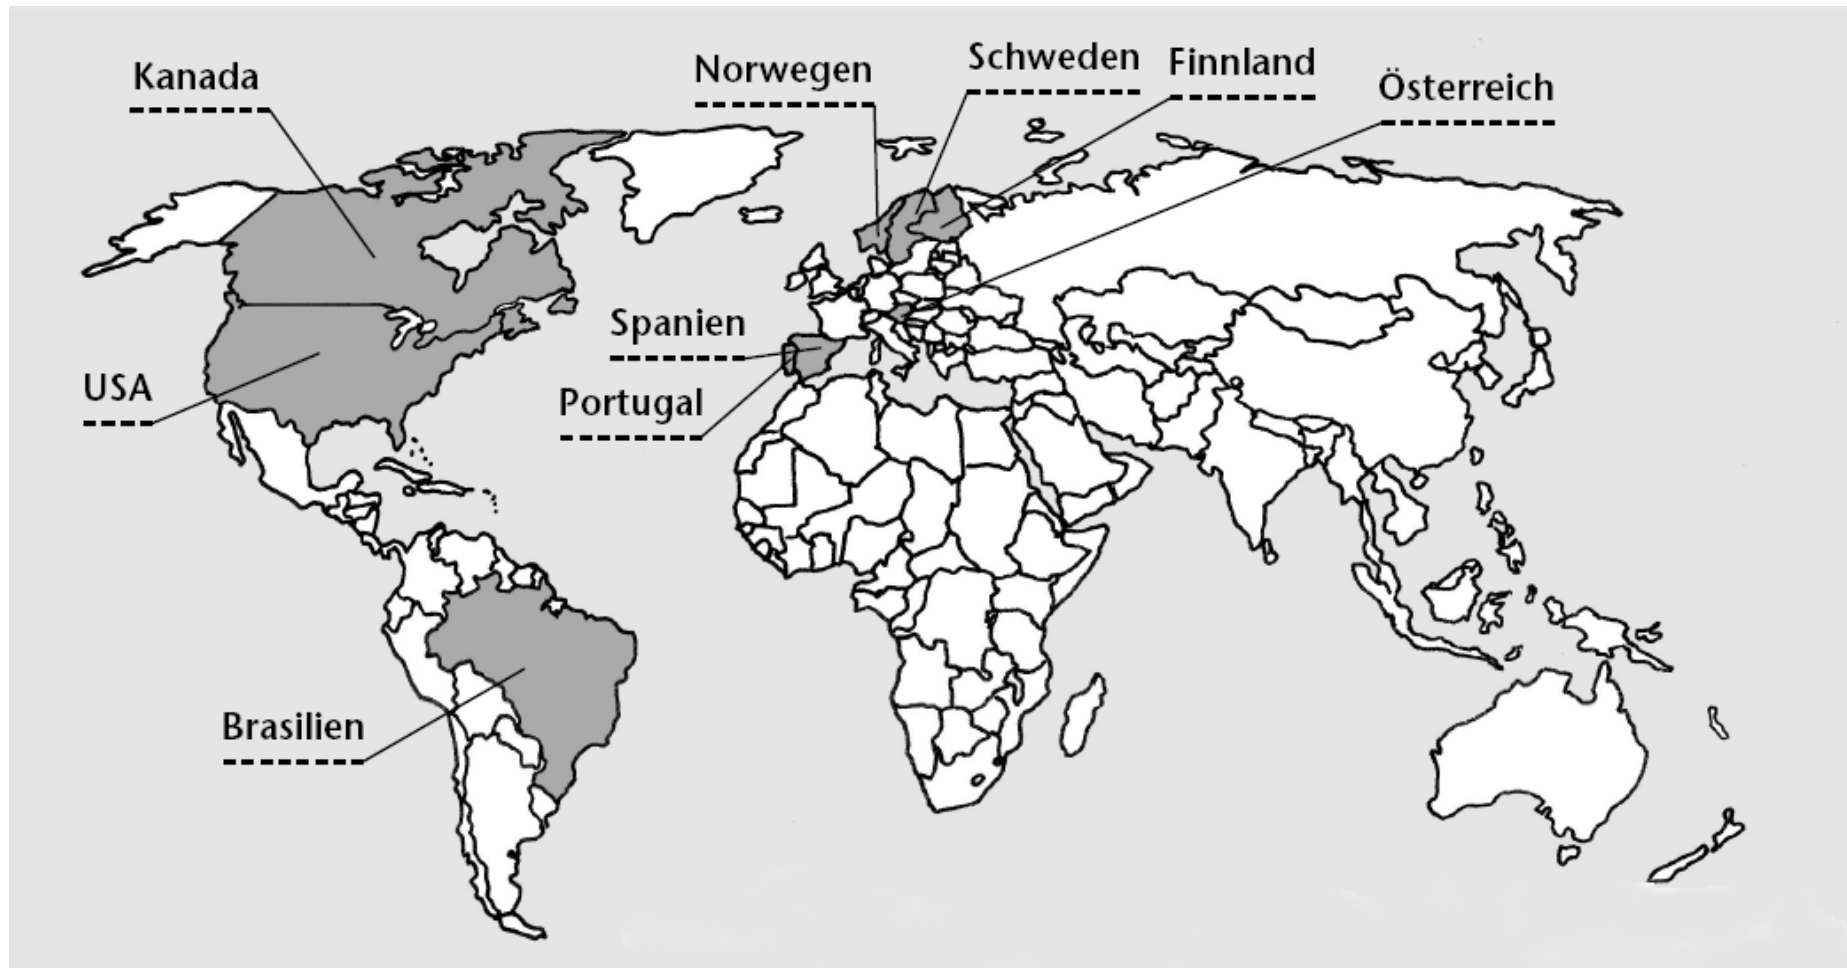 Kanada
Norwegen
Schweden
Finnland
Österreich
Spanien
USA
Portugal
Brasilien